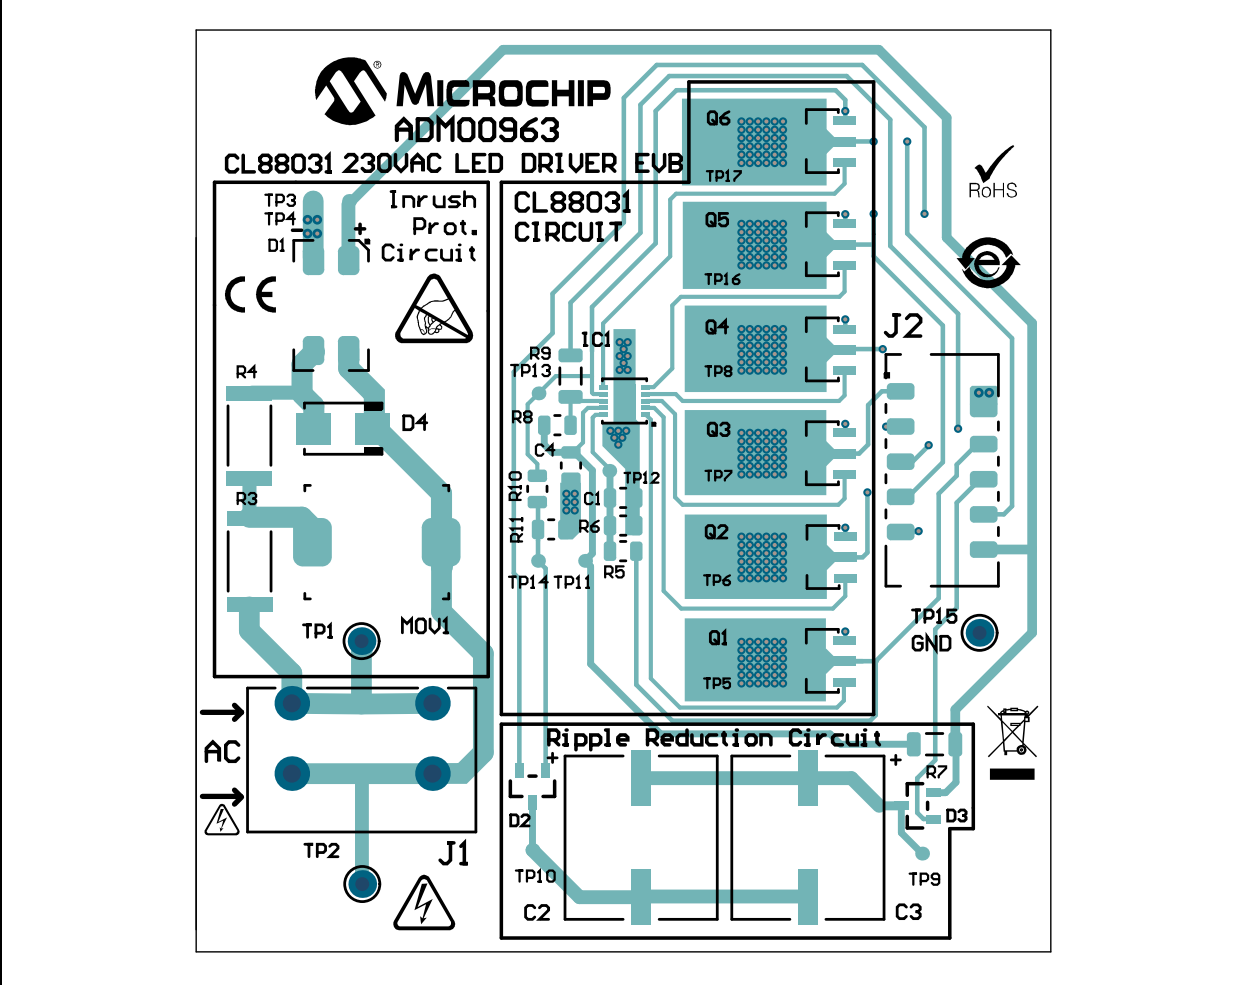 MICROCHIP ®
ADM00963
CL88031 230VAC LED DRIVER EVB
TP3
TP4
D1
- +
Inrush
Prot.
Circuit
CE
R4
D4
R3
MOV1
TP1
AC
TP2
J1
CL88031
CIRCUIT
Q6
TP17
Q5
TP16
Q4
TP8
Q3
TP7
Q2
TP6
Q1
TP5
IC1
R9
TP13
R8
C4
R10
R11
C1
TP12
R6
R5
TP14 TP11
RoHS
e
J2
TP15
GND
Ripple Reduction Circuit
+
+
R7
D2
D3
TP10
TP9
C2
C3